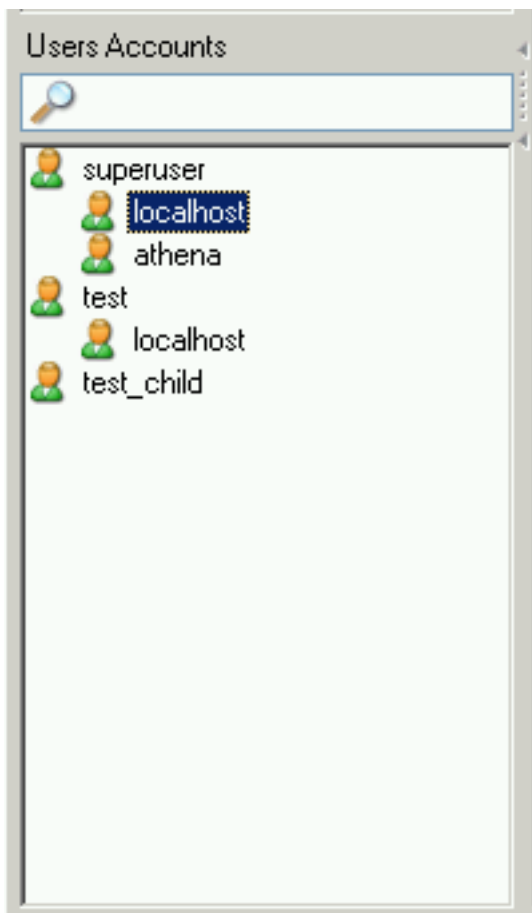 Users Accounts
superuser
localhost
athena
test
localhost
test_child